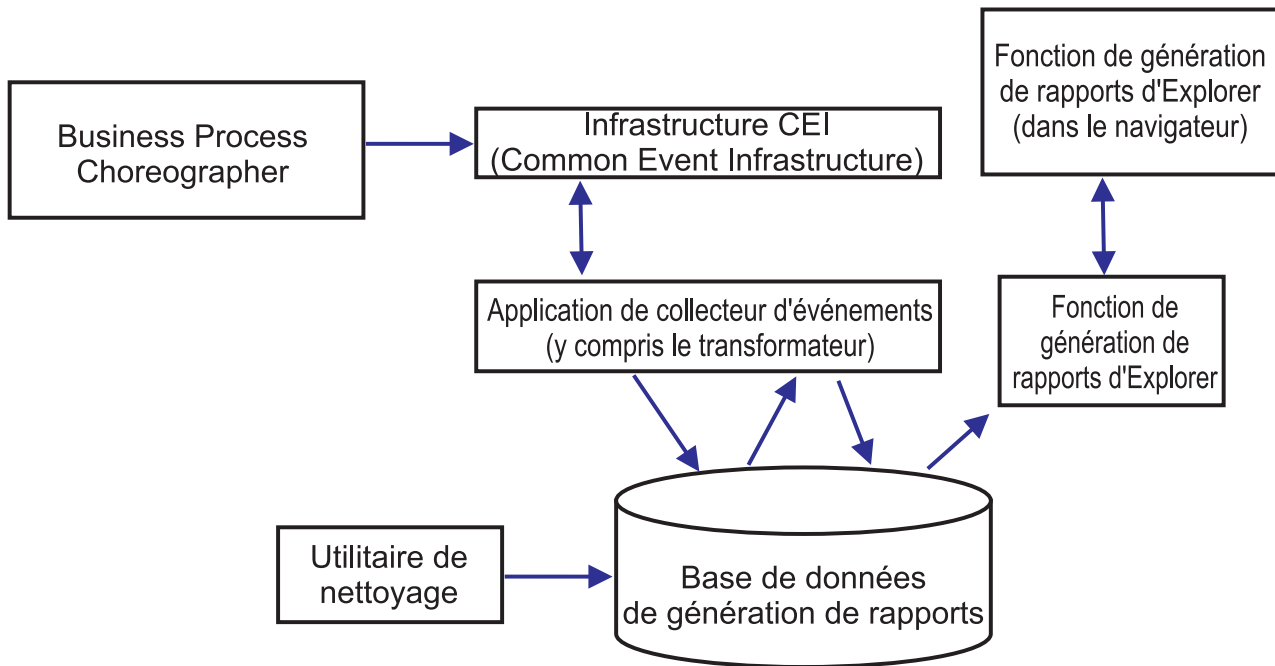 Business Process
Choreographer
Infrastructure CEI
(Common Event Infrastructure)
Fonction de génération
de rapports d'Explorer
(dans le navigateur)
Application de collecteur d'événements
(y compris le transformateur)
Fonction de
génération de
rapports d'Explorer
Utilitaire de
nettoyage
Base de données
de génération de rapports